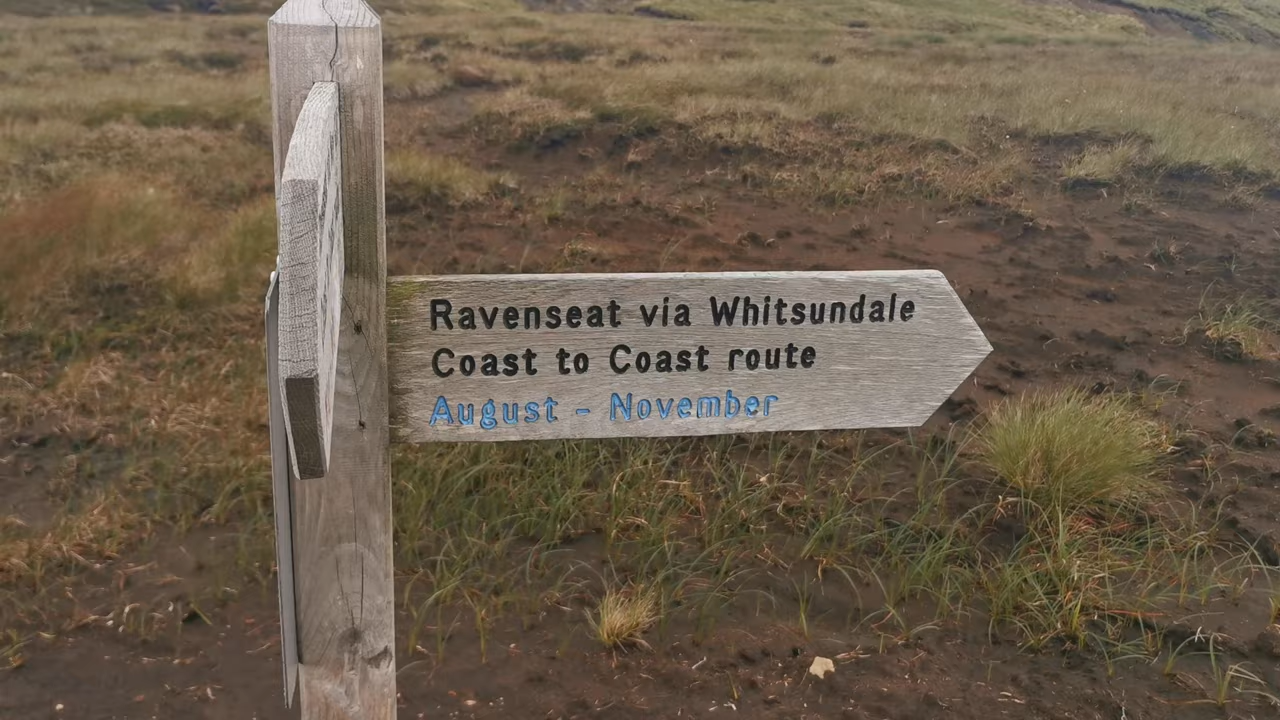 Ravenseat via Whitsundale
Coast to Coast route
August - November